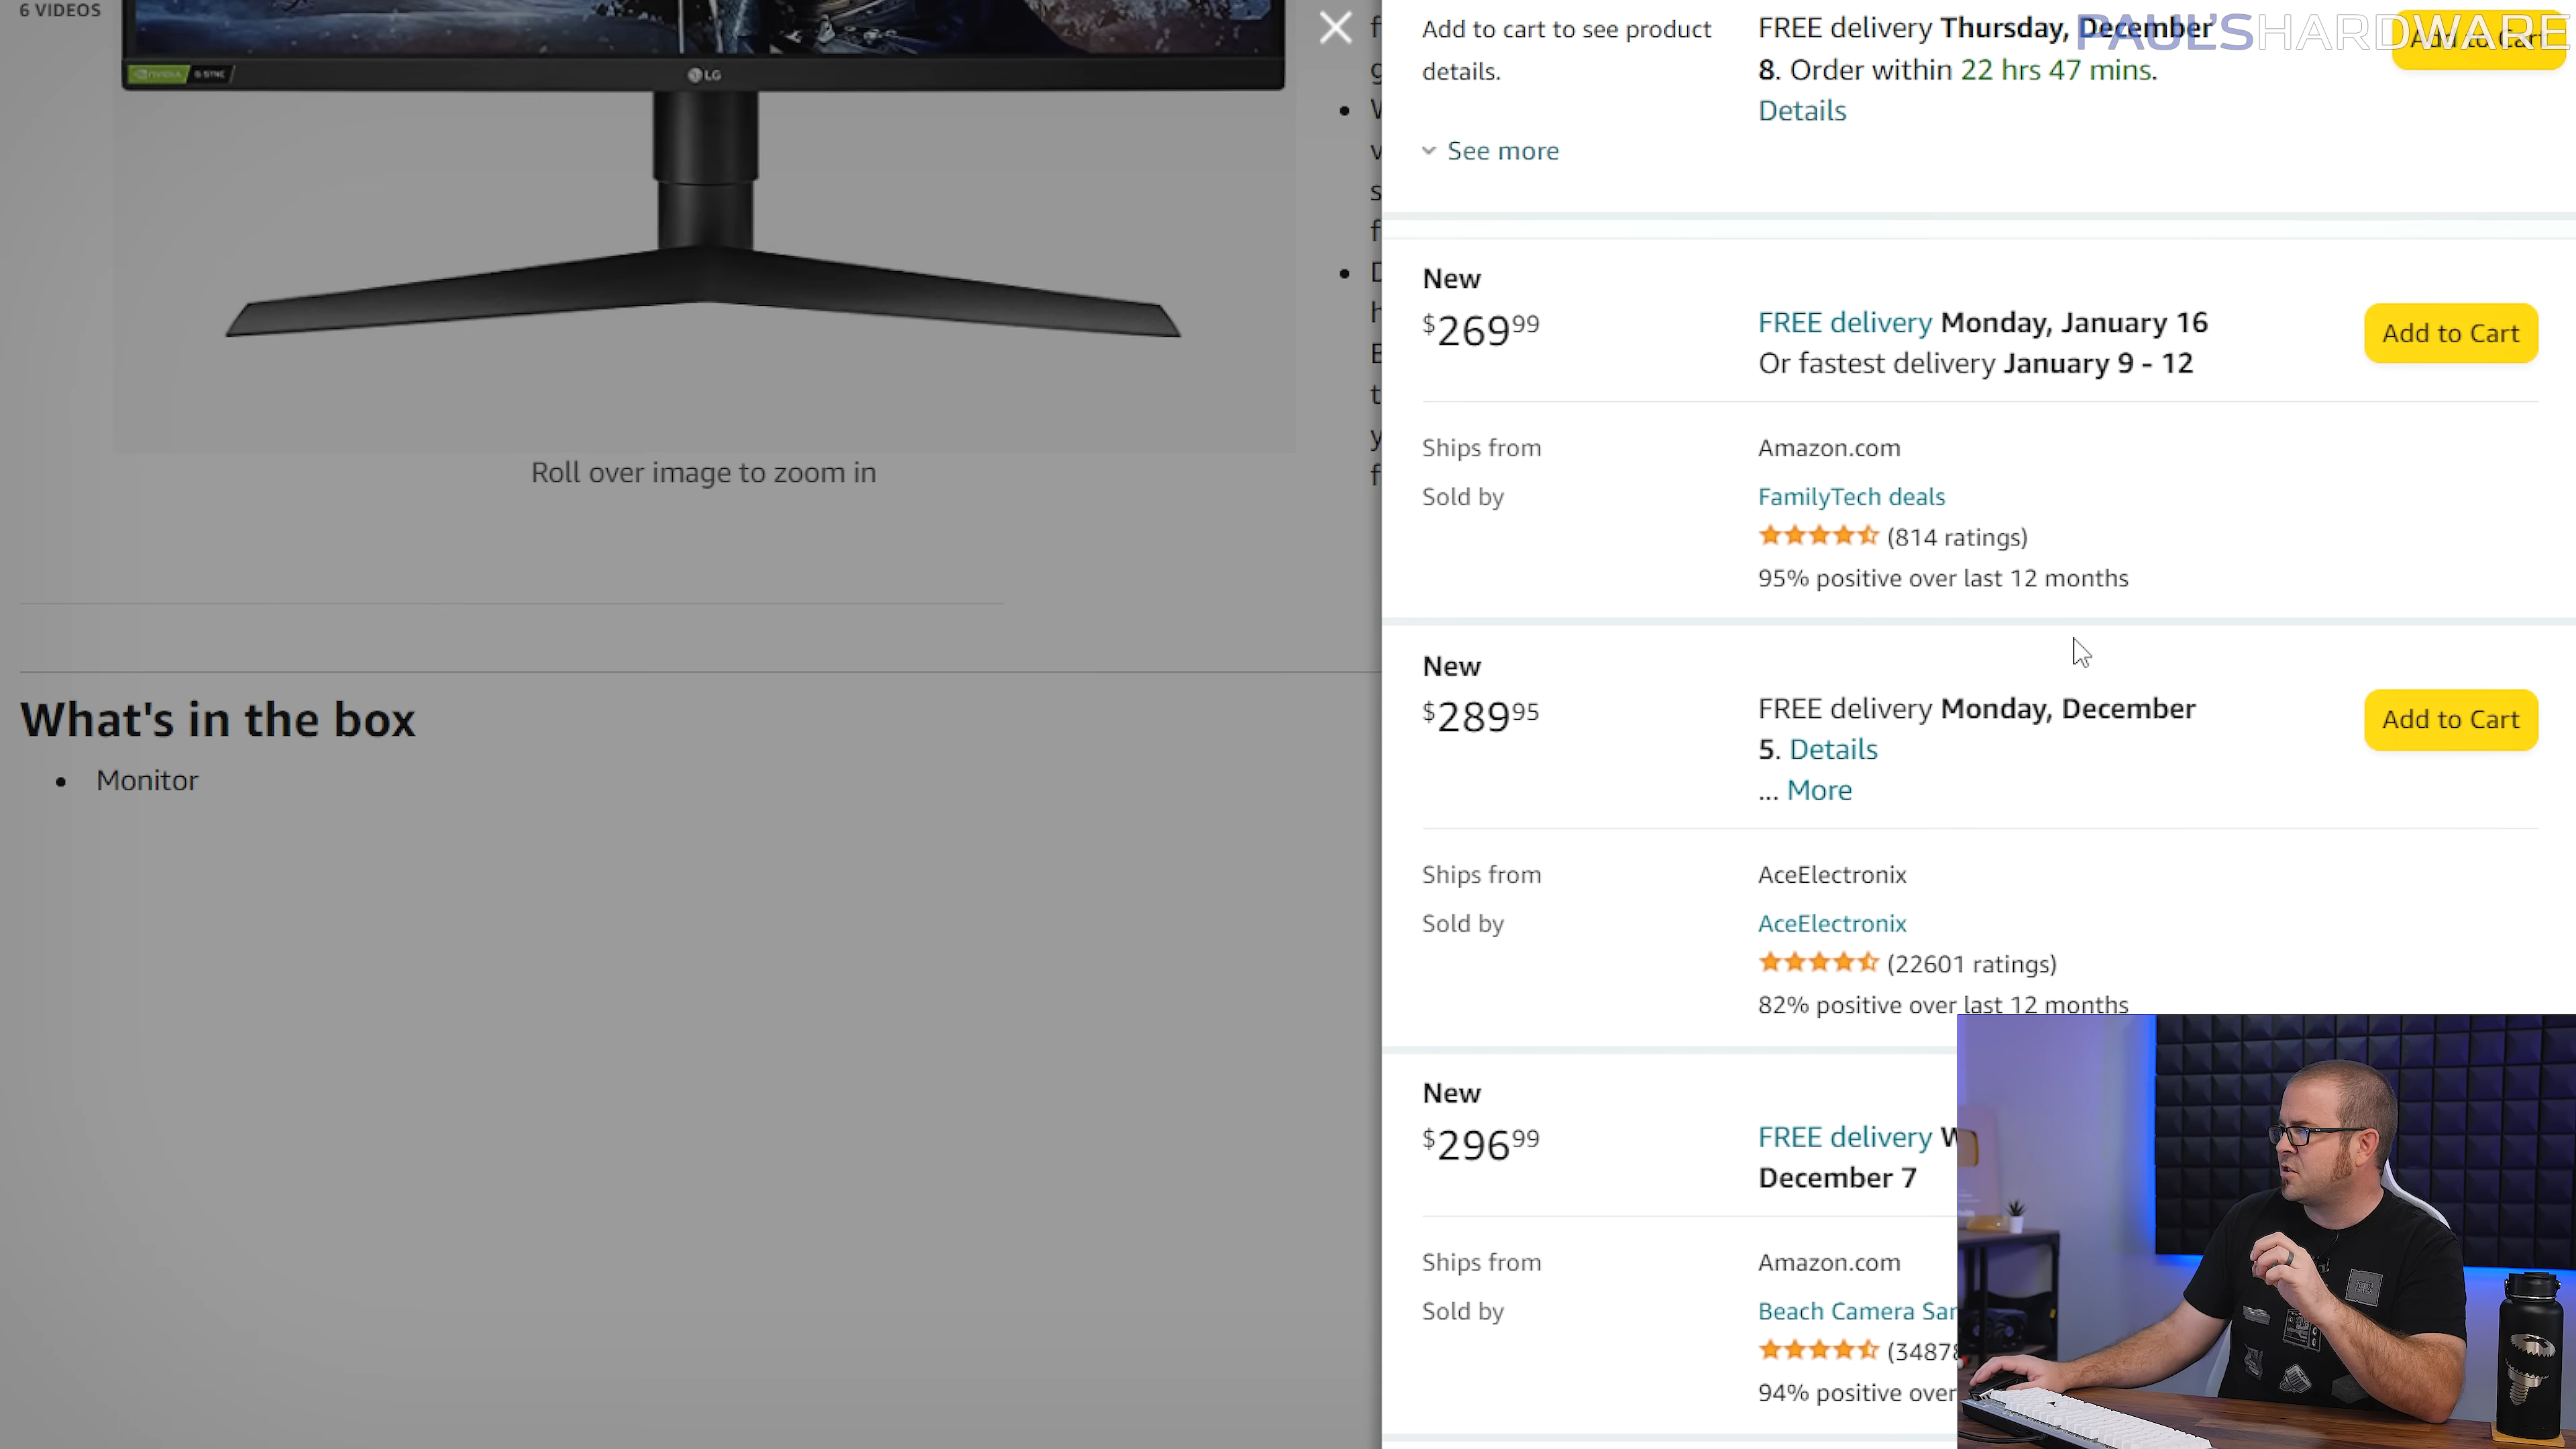 6 VIDEOS
NVIDIA G-SYNC
LG
Roll over image to zoom in
What's in the box
• Monitor
PAUL'SHARDWARE
Add to cart to see product
details.
See more
FREE delivery Thursday, December
8. Order within 22 hrs 47 mins.
Details
Add to Cart
New
$269 99
FREE delivery Monday, January 16
Or fastest delivery January 9 - 12
Add to Cart
Ships from
Amazon.com
Sold by
FamilyTech deals
(814 ratings)
95% positive over last 12 months
New
$289 95
FREE delivery Monday, December
5. Details
... More
Add to Cart
Ships from
AceElectronix
Sold by
AceElectronix
(22601 ratings)
82% positive over last 12 months
New
$296 99
FREE delivery
December 7
Ships from
Amazon.com
Sold by
Beach Camera
94% positive over